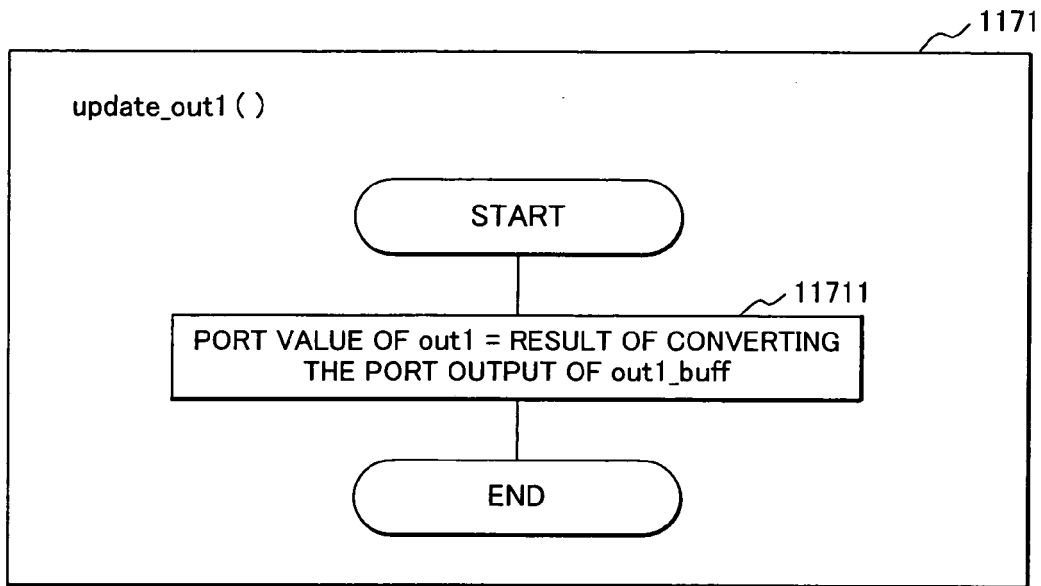 1171
update_out1 ( )
START
11711
PORT VALUE OF out1 = RESULT OF CONVERTING
THE PORT OUTPUT OF out1_buff
END